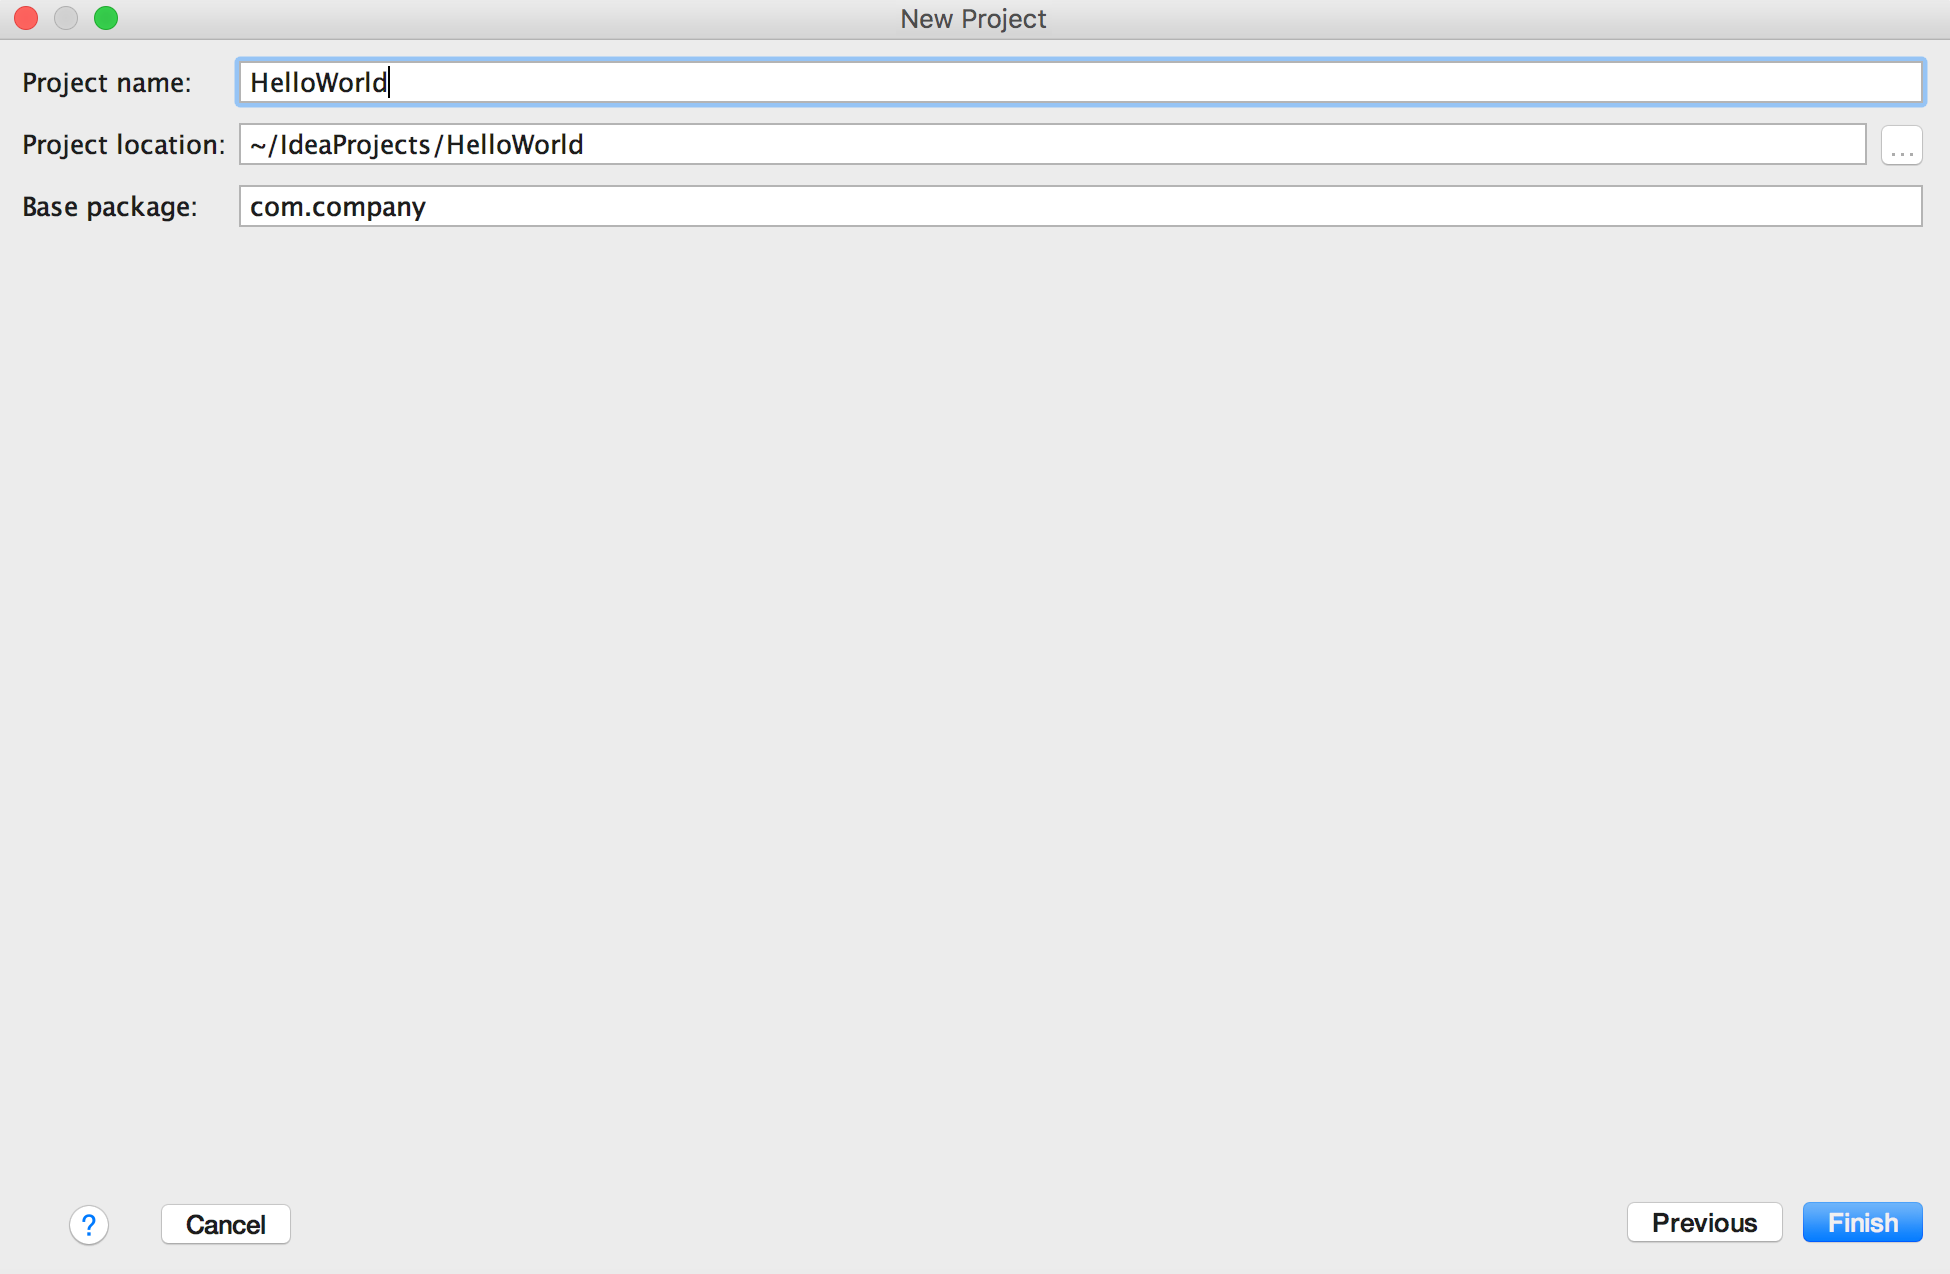 New Project
Project name: HelloWorld
Project location: ~/IdeaProjects/HelloWorld ...
Base package: com.company
? Cancel Previous Finish